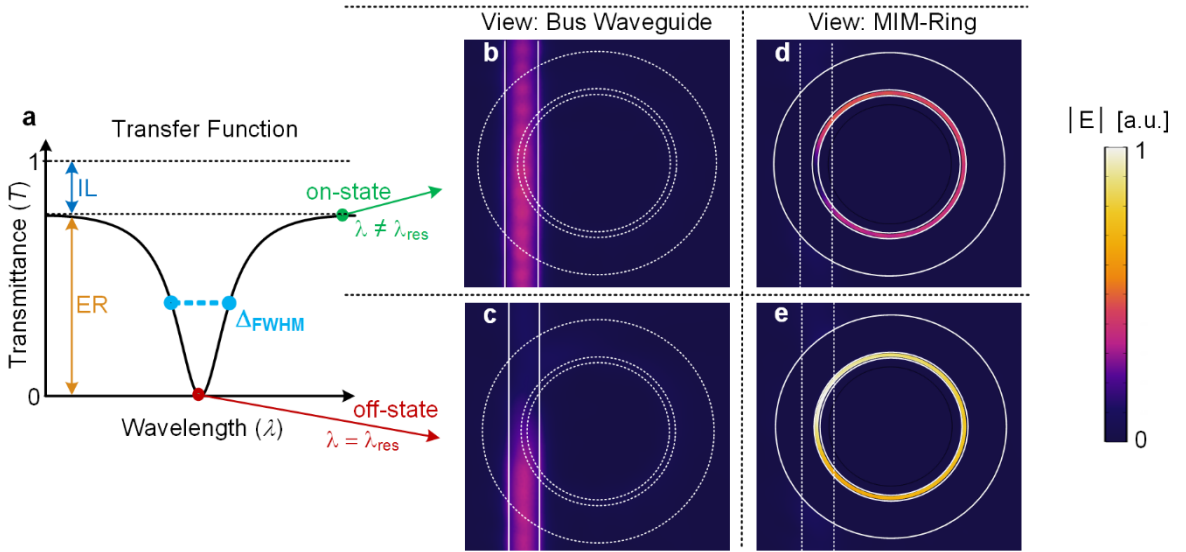 View: Bus Waveguide
View: MIM-Ring
a
Transfer Function
1
IL
ER
0
Transmittance (T)
Wavelength (λ)
on-state
λ ≠ λres
ΔFWHM
off-state
λ = λres
b
d
c
e
|E| [a.u.]
1
0